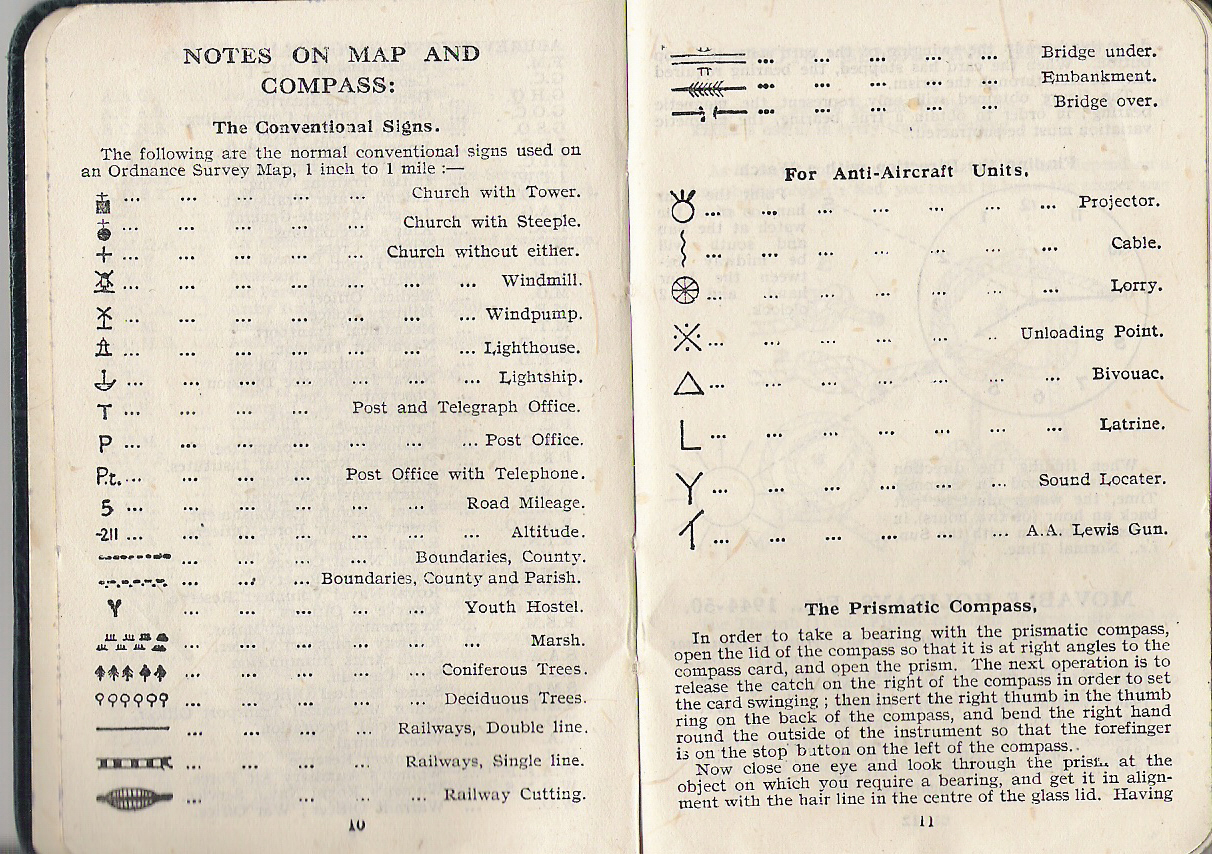 NOTES ON MAP AND
COMPASS:
The Conventional Signs.
The following are the normal conventional signs used on
an Ordnance Survey Map, 1 inch to 1 mile :—
... ... ... ... Church with Tower.
... ... ... ... Church with Steeple.
... ... ... ... Church without either.
... ... ... ... ... ... Windmill.
... ... ... ... ... ... Windpump.
... ... ... ... ... ... Lighthouse.
... ... ... ... ... ... Lightship.
T ... ... ... ... Post and Telegraph Office.
P ... ... ... ... ... ... Post Office.
P.t. ... ... ... ... Post Office with Telephone.
5 ... ... ... ... ... ... Road Mileage.
·211 ... ... ... ... ... ... Altitude.
... ... ... ... Boundaries, County.
... ... ... Boundaries, County and Parish.
... ... ... ... ... Youth Hostel.
... ... ... ... ... ... Marsh.
... ... ... ... ... Coniferous Trees.
... ... ... ... ... Deciduous Trees.
... ... ... ... Railways, Double line.
... ... ... ... Railways, Single line.
... ... ... ... ... Railway Cutting.
10
... ... ... ... ... Bridge under.
... ... ... ... ... Embankment.
... ... ... ... ... Bridge over.
For Anti-Aircraft Units.
... ... ... ... ... ... Projector.
... ... ... ... ... ... Cable.
... ... ... ... ... ... Lorry.
... ... ... ... ... .. Unloading Point.
... ... ... ... ... ... Bivouac.
... ... ... ... ... ... Latrine.
... ... ... ... ... ... Sound Locater.
... ... ... ... ... ... A.A. Lewis Gun.
The Prismatic Compass,
In order to take a bearing with the prismatic compass,
open the lid of the compass so that it is at right angles to the
compass card, and open the prism. The next operation is to
release the catch on the right of the compass in order to set
the card swinging ; then insert the right thumb in the thumb
ring on the back of the compass, and bend the right hand
round the outside of the instrument so that the forefinger
is on the stop button on the left of the compass.
Now close one eye and look through the prism at the
object on which you require a bearing, and get it in align-
ment with the hair line in the centre of the glass lid. Having
11